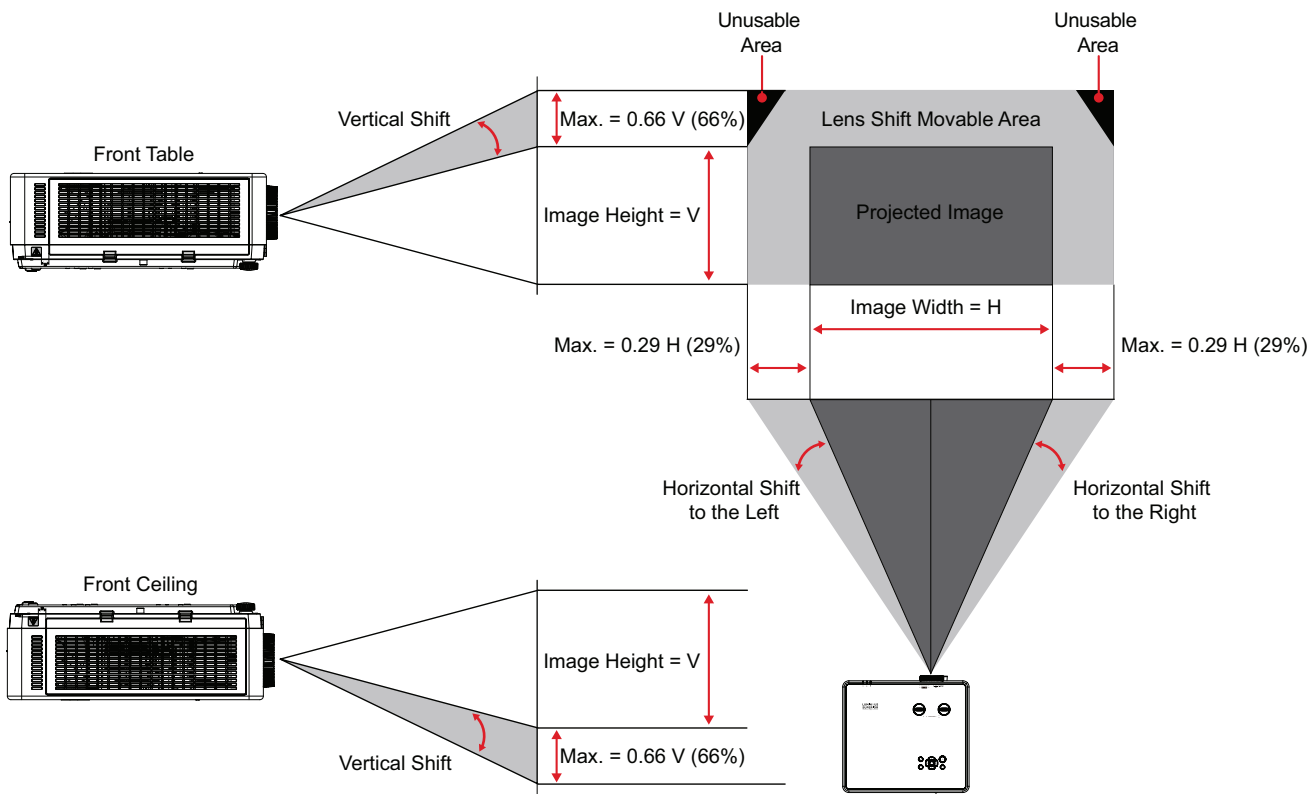 Unusable
Area
Unusable
Area
Vertical Shift
Max. = 0.66 V (66%)
Lens Shift Movable Area
Front Table
Image Height = V
Projected Image
Image Width = H
Max. = 0.29 H (29%)
Max. = 0.29 H (29%)
Horizontal Shift
to the Left
Horizontal Shift
to the Right
Front Ceiling
Image Height = V
Vertical Shift
Max. = 0.66 V (66%)